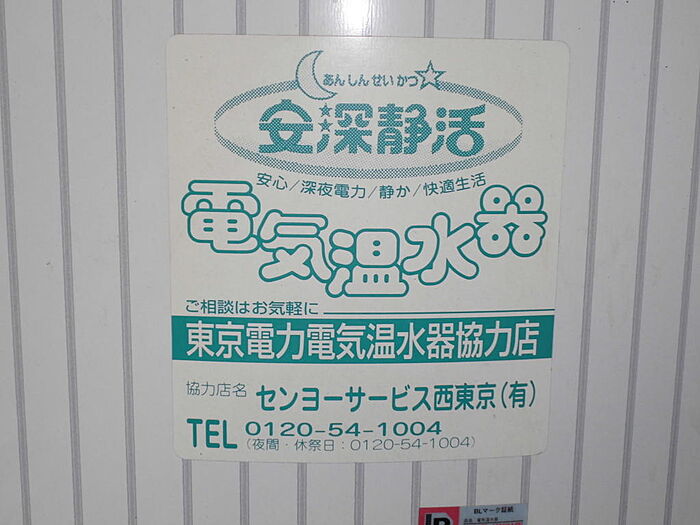 あんしんせいかつ
安深静活
安心/深夜電力/静か/快適生活
電気温水器
ご相談はお気軽に
東京電力電気温水器協力店
協力店名 センヨーサービス西東京(有)
TEL 0120-54-1004
(夜間・休祭日:0120-54-1004)
BLマーク証紙